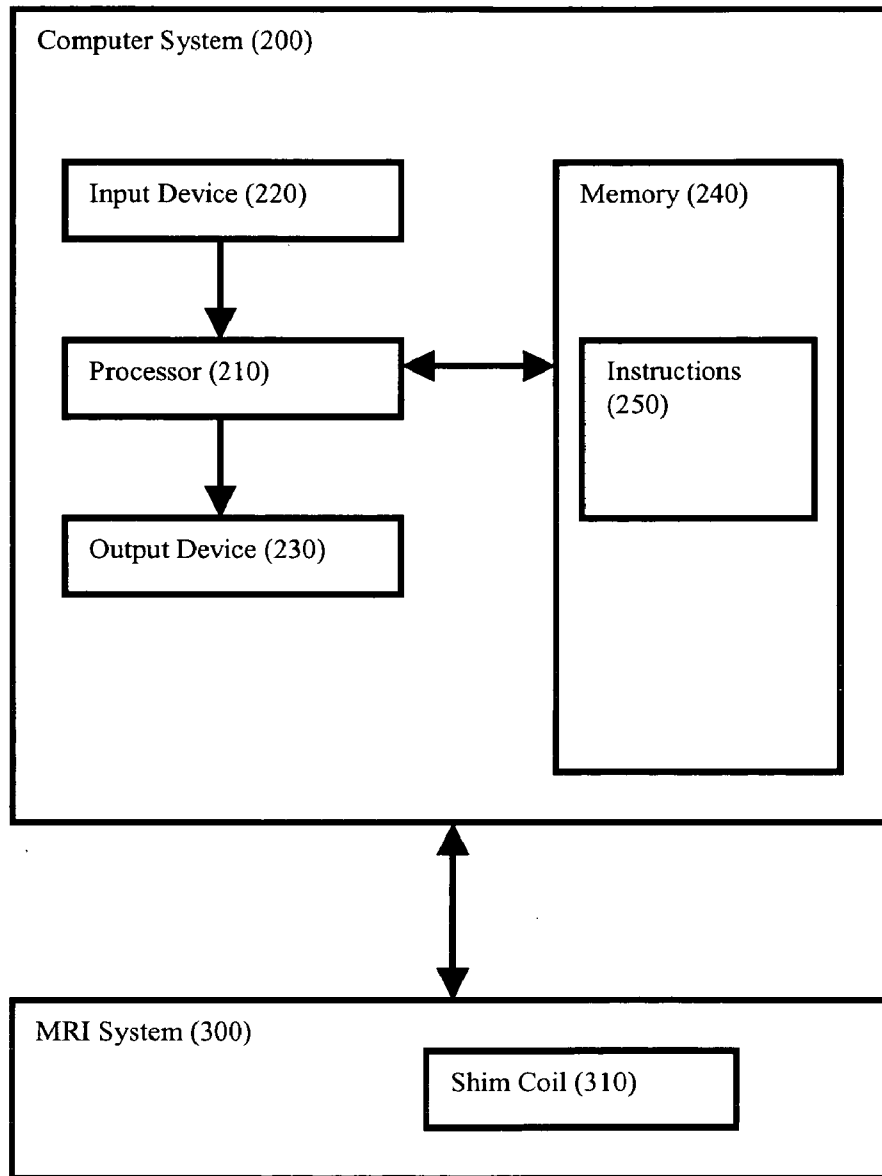 Computer System (200)
Input Device (220)
Memory (240)
Processor (210)
Instructions
(250)
Output Device (230)
MRI System (300)
Shim Coil (310)